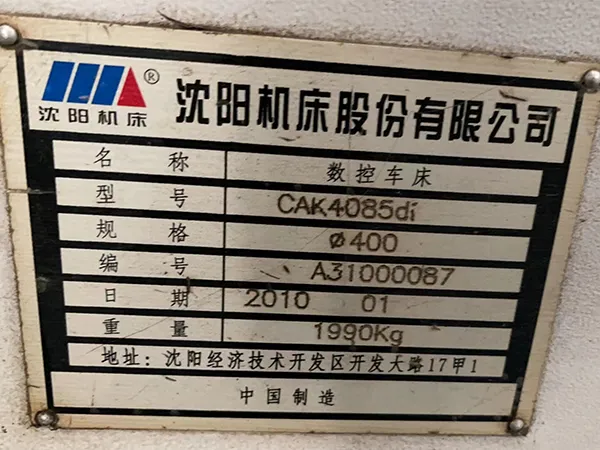 沈阳机床® 沈阳机床股份有限公司
名称 数控车床
型号 CAK4085di
规格 ø400
编号 A31000087
日期 2010 01
重量 1990Kg
地址：沈阳经济技术开发区开发大路17甲1
中国制造